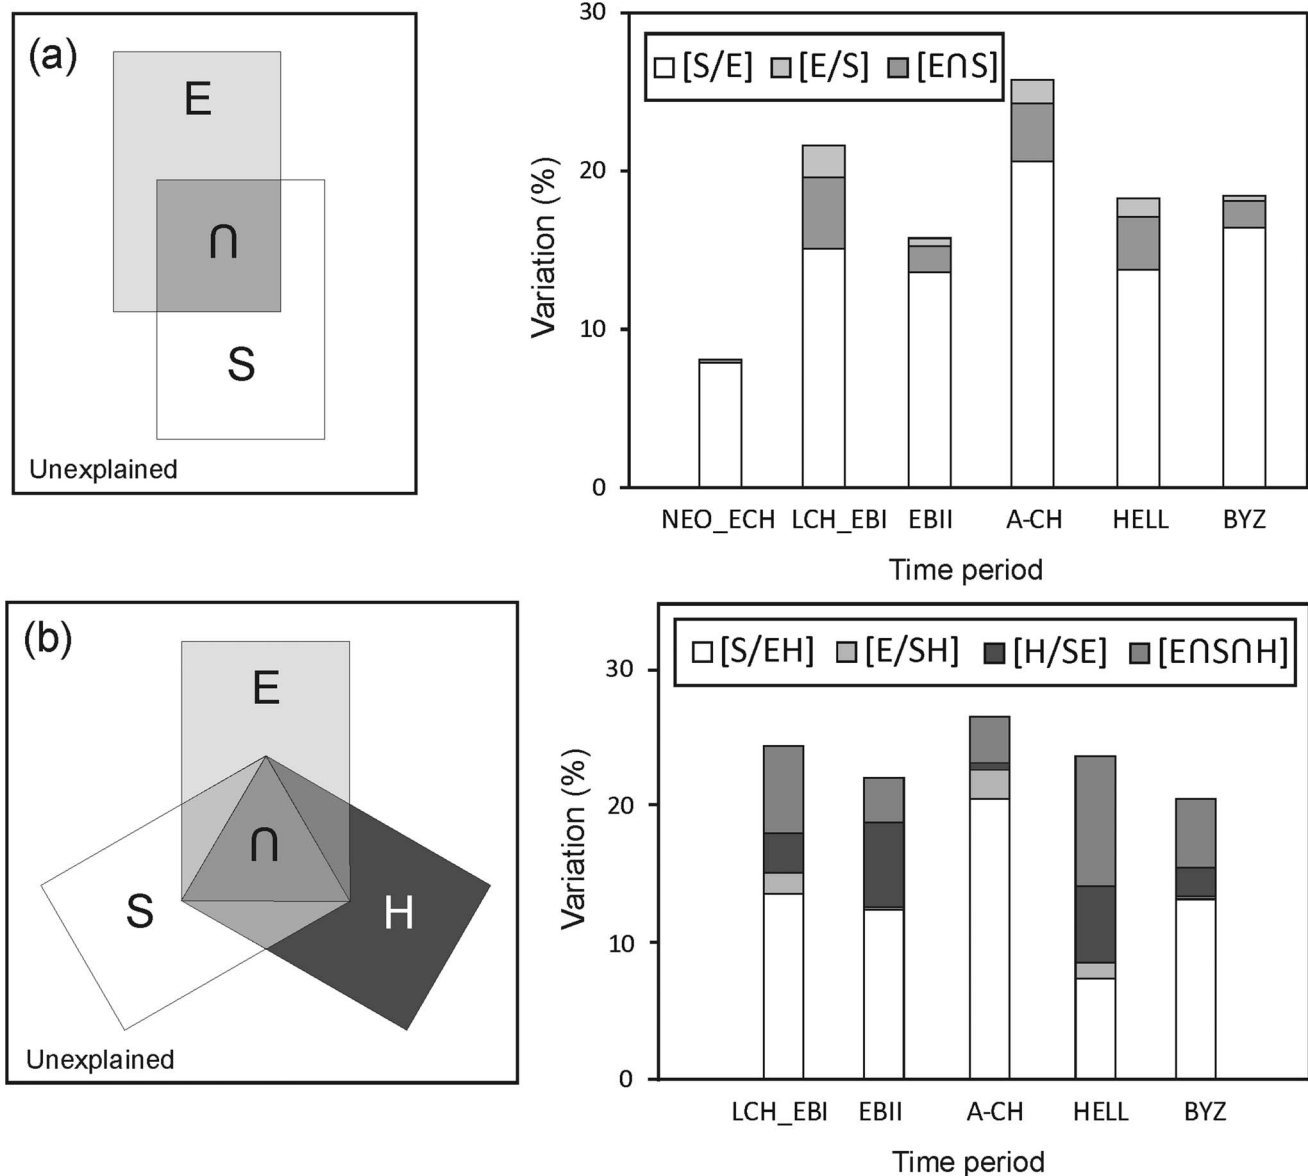 (a)
E
∩
S
Unexplained
[S/E] [E/S] [E∩S]
30
20
10
0
Variation (%)
NEO_ECH LCH_EBI EBII A-CH HELL BYZ
Time period
(b)
E
∩
S
H
Unexplained
[S/EH] [E/SH] [H/SE] [E∩S∩H]
30
20
10
0
Variation (%)
LCH_EBI EBII A-CH HELL BYZ
Time period